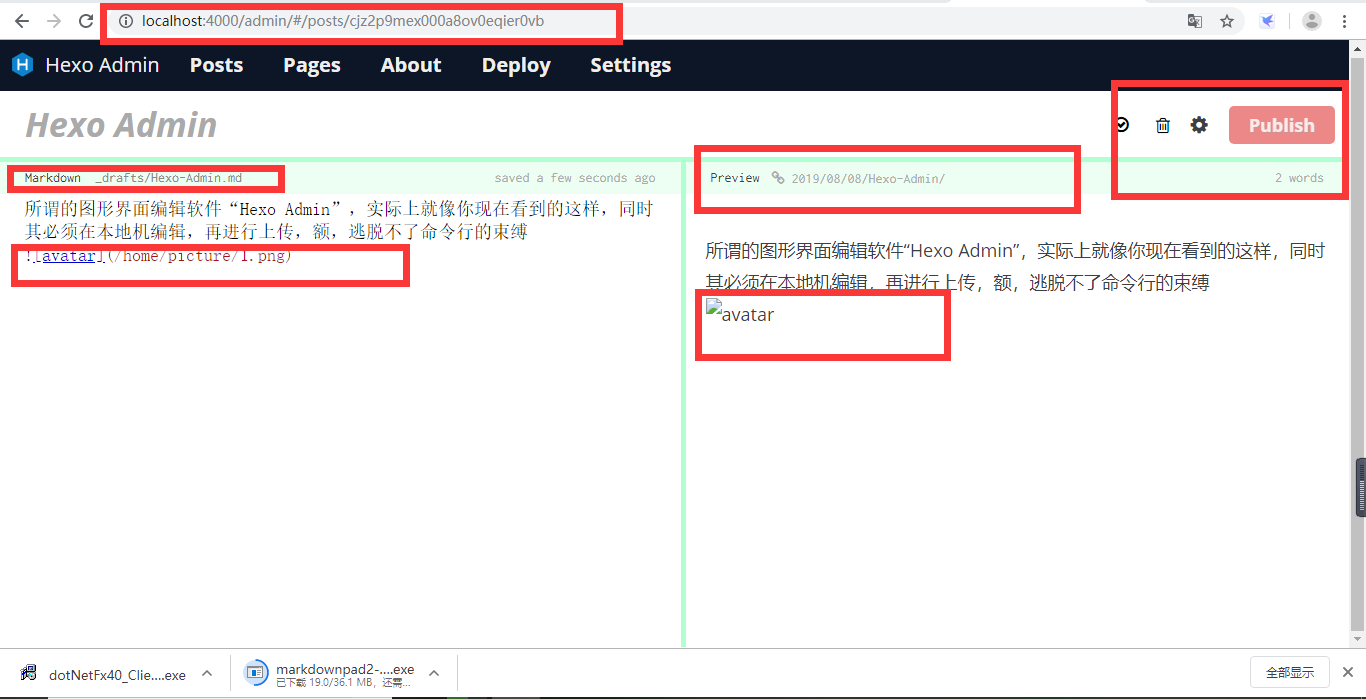 localhost:4000/admin/#/posts/cjz2p9mex000a8ov0eqier0vb
Hexo Admin Posts Pages About Deploy Settings
Hexo Admin
Publish
Markdown _drafts/Hexo-Admin.md saved a few seconds ago
Preview 2019/08/08/Hexo-Admin/ 2 words
所谓的图形界面编辑软件“Hexo Admin”，实际上就像你现在看到的这样，同时
其必须在本地机编辑，再进行上传，额，逃脱不了命令行的束缚
![avatar](/home/picture/1.png)
所谓的图形界面编辑软件“Hexo Admin”，实际上就像你现在看到的这样，同时
其必须在本地机编辑，再进行上传，额，逃脱不了命令行的束缚
avatar
dotNetFx40_Clie....exe
markdownpad2-....exe
已下载 19.0/36.1 MB，还需...
全部显示